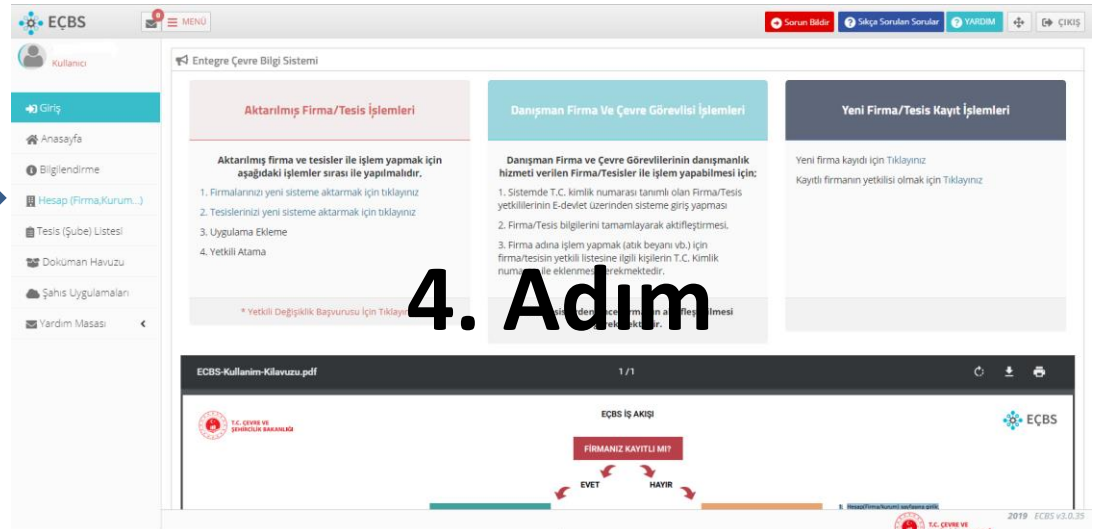 EÇBS
MENÜ
Sorun Bildir
Sıkça Sorulan Sorular
YARDIM
ÇIKIŞ
Kullanıcı
Giriş
Anasayfa
Bilgilendirme
Hesap (Firma,Kurum...)
Tesis (Şube) Listesi
Doküman Havuzu
Şahıs Uygulamaları
Yardım Masası
Entegre Çevre Bilgi Sistemi
Aktarılmış Firma/Tesis İşlemleri
Aktarılmış firma ve tesisler ile işlem yapmak için
aşağıdaki işlemler sırası ile yapılmalıdır,
1. Firmalarınızı yeni sisteme aktarmak için tıklayınız
2. Tesislerinizi yeni sisteme aktarmak için tıklayınız
3. Uygulama Ekleme
4. Yetkili Atama
* Yetkili Değişiklik Başvurusu İçin
Danışman Firma Ve Çevre Görevlisi İşlemleri
Danışman Firma ve Çevre Görevlilerinin danışmanlık
hizmeti verilen Firma/Tesisler ile işlem yapabilmesi için;
1. Sistemde T.C. kimlik numarası tanımlı olan Firma/Tesis
yetkililerinin E-devlet üzerinden sisteme giriş yapması
2. Firma/Tesis bilgilerini tamamlayarak aktifleştirmesi,
3. Firma adına işlem yapmak (atık beyanı vb.) için
firma/tesisin yetkili listesine ilgili kişilerin T.C. Kimlik
ile
Yeni Firma/Tesis Kayıt İşlemleri
Yeni firma kaydı için Tıklayınız
Kayıtlı firmanın yetkilisi olmak için Tıklayınız
4. Adım
ECBS-Kullanim-Kilavuzu.pdf
1 / 1
T.C. ÇEVRE VE
ŞEHİRCİLİK BAKANLIĞI
EÇBS İŞ AKIŞI
EÇBS
FİRMANIZ KAYITLI MI?
EVET
HAYIR
2019 EÇBS v3.0.35
T.C. ÇEVRE VE